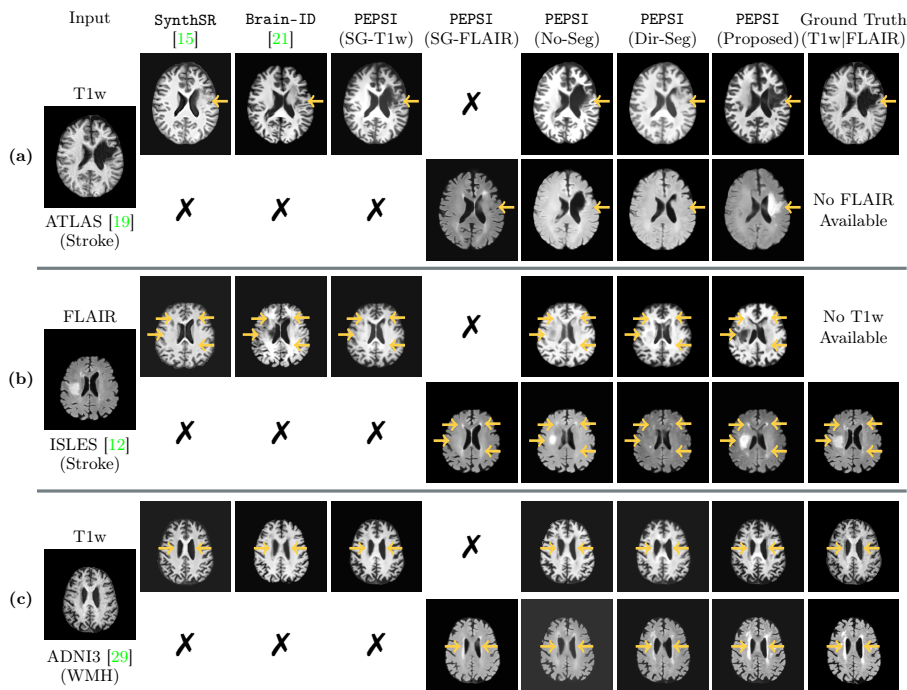 Input SynthSR Brain-ID PEPSI PEPSI PEPSI PEPSI PEPSI Ground Truth
[15] [21] (SG-T1w) (SG-FLAIR) (No-Seg) (Dir-Seg) (Proposed) (T1w|FLAIR)
T1w
✗
(a)
✗ ✗ ✗ No FLAIR
Available
ATLAS [19]
(Stroke)
FLAIR
✗ No T1w
Available
(b)
✗ ✗ ✗
ISLES [12]
(Stroke)
T1w
✗
(c)
✗ ✗ ✗
ADNI3 [29]
(WMH)